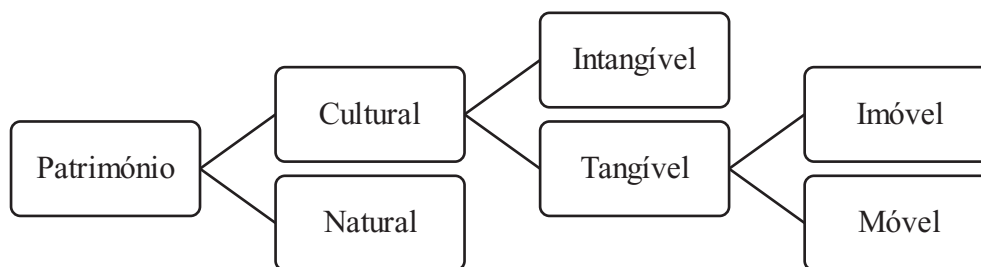 Património
Cultural
Natural
Intangível
Tangível
Imóvel
Móvel